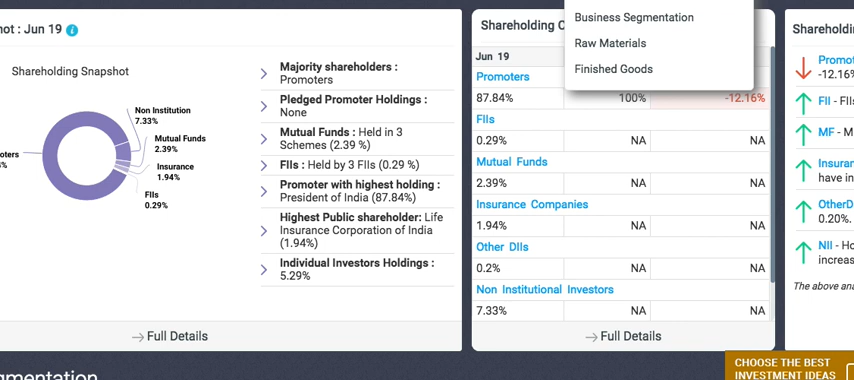 not : Jun 19
Shareholding Snapshot
Non Institution
7.33%
Mutual Funds
2.39%
Insurance
1.94%
FIIs
0.29%
oters
Majority shareholders :
Promoters
Pledged Promoter Holdings :
None
Mutual Funds : Held in 3
Schemes (2.39 %)
FIIs : Held by 3 FIIs (0.29 %)
Promoter with highest holding :
President of India (87.84%)
Highest Public shareholder: Life
Insurance Corporation of India
(1.94%)
Individual Investors Holdings :
5.29%
Full Details
Shareholding C
Business Segmentation
Raw Materials
Finished Goods
Jun 19
Promoters
87.84% 100% -12.16%
FIIs
0.29% NA NA
Mutual Funds
2.39% NA NA
Insurance Companies
1.94% NA NA
Other DIIs
0.2% NA NA
Non Institutional Investors
7.33% NA NA
Full Details
Shareholdin
Promot
-12.16%
FII - FIIs
MF - M
Insuran
have in
OtherD
0.20%.
NII - Ho
increas
The above ana
gmentation
CHOOSE THE BEST
INVESTMENT IDEAS